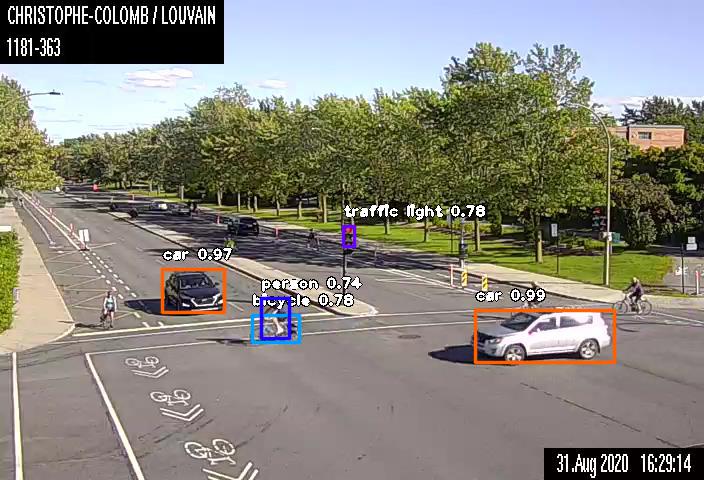 CHRISTOPHE-COLOMB / LOUVAIN
1181-363
traffic light 0.78
car 0.97
person 0.74
bicycle 0.78
car 0.99
31.Aug 2020 16:29:14